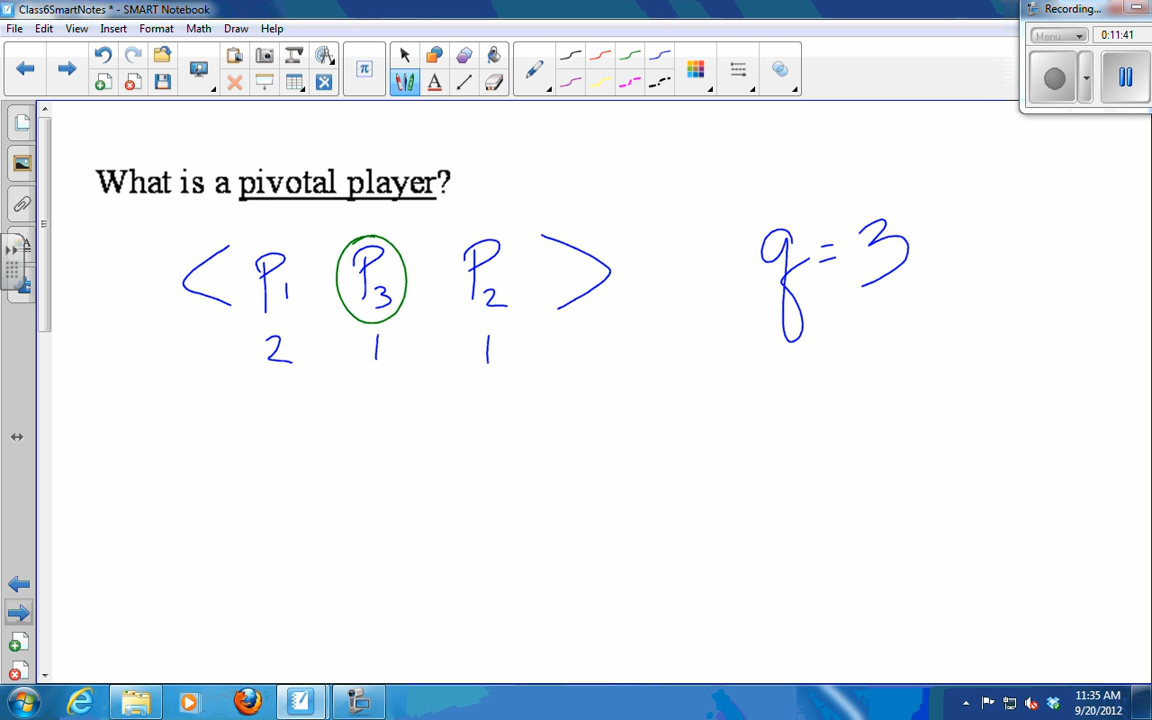 Class6SmartNotes * - SMART Notebook
Recording...
File Edit View Insert Format Math Draw Help
Menu
0:11:41
π
A
What is a pivotal player?
< P1 P3 P2 > q = 3
2 1 1
11:35 AM
9/20/2012